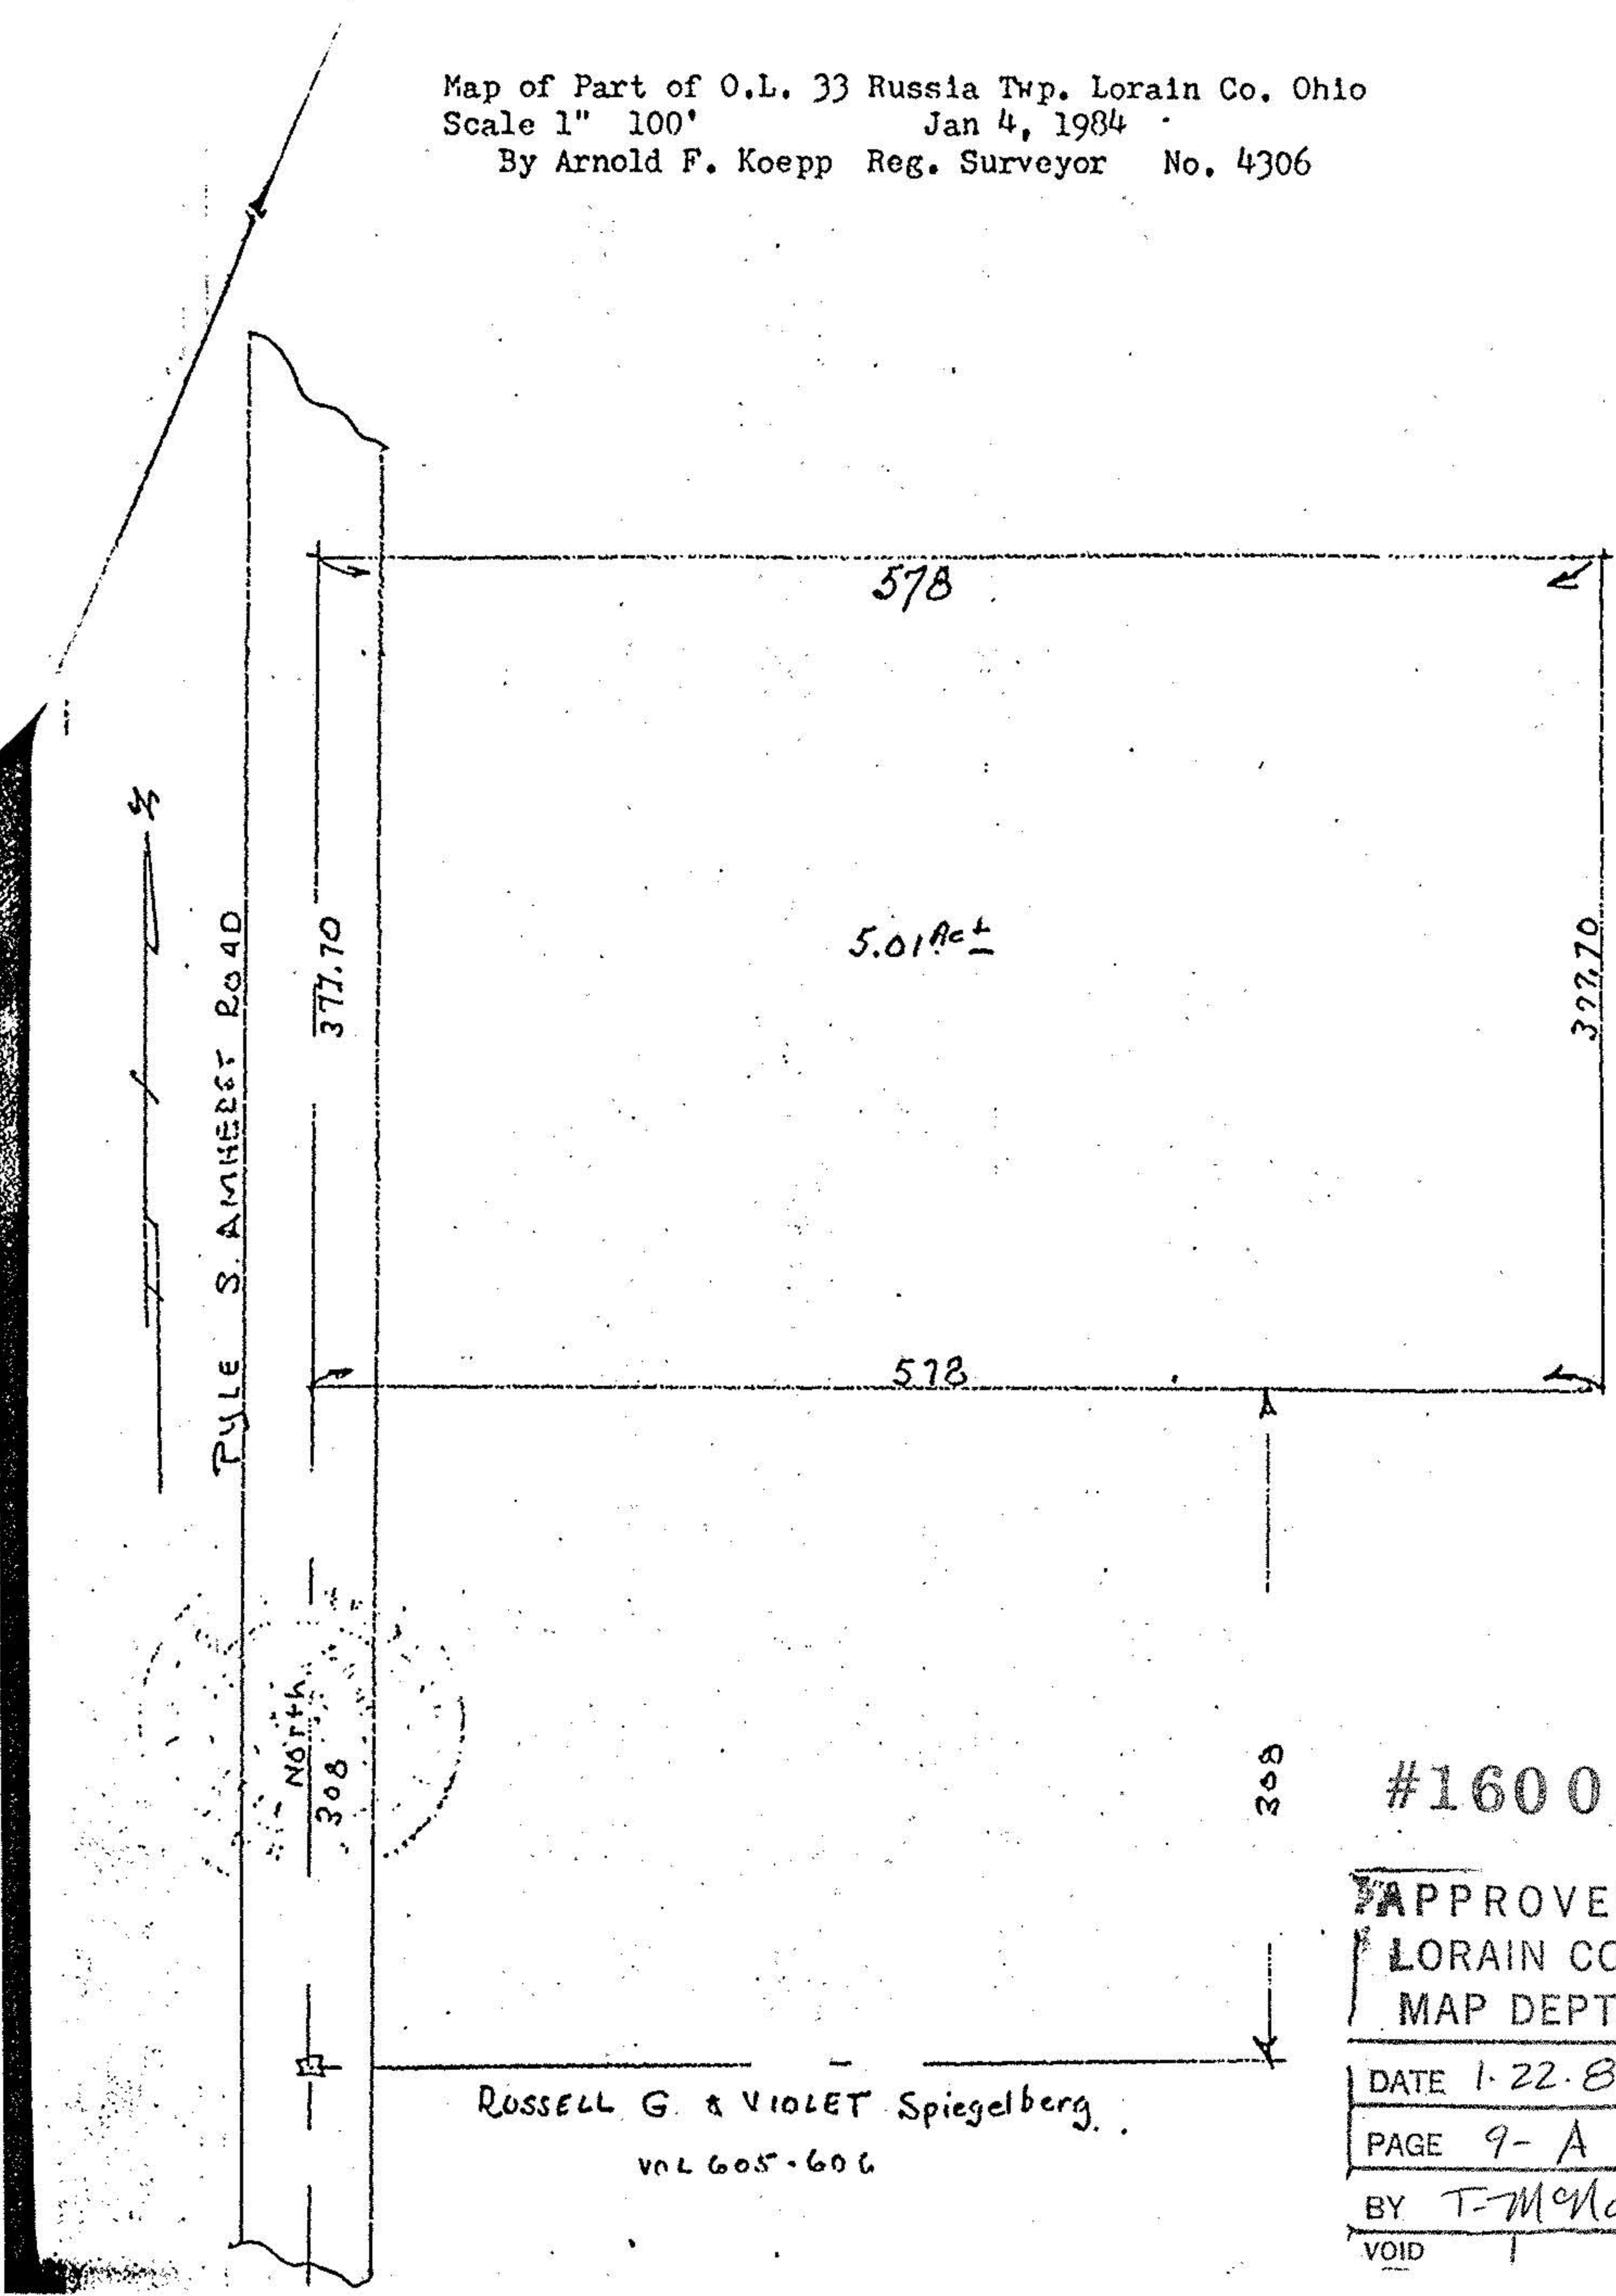 Map of Part of O.L. 33 Russia Twp. Lorain Co. Ohio
Scale 1" 100' Jan 4, 1984
By Arnold F. Koepp Reg. Surveyor No. 4306
578
5.01 Ac ±
377.70
377.70
PYLE S. AMHERST ROAD
578
North
308
308
#1600
APPROVE
LORAIN CO
MAP DEPT
DATE 1.22.8
PAGE 9-A
BY
VOID
RUSSELL G. & VIOLET Spiegelberg.
VOL 605-606